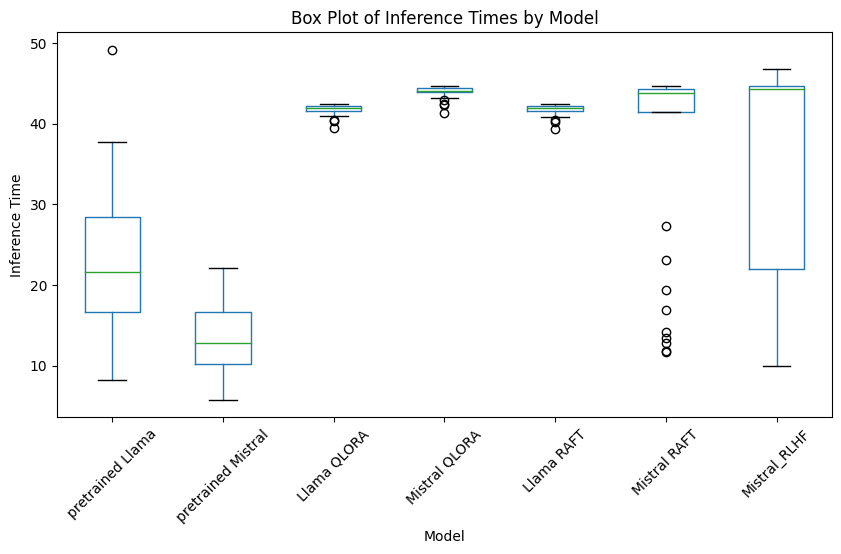 Box Plot of Inference Times by Model
50
40
30
20
10
Inference Time
pretrained Llama
pretrained Mistral
Llama QLORA
Mistral QLORA
Llama RAFT
Mistral RAFT
Mistral_RLHF
Model